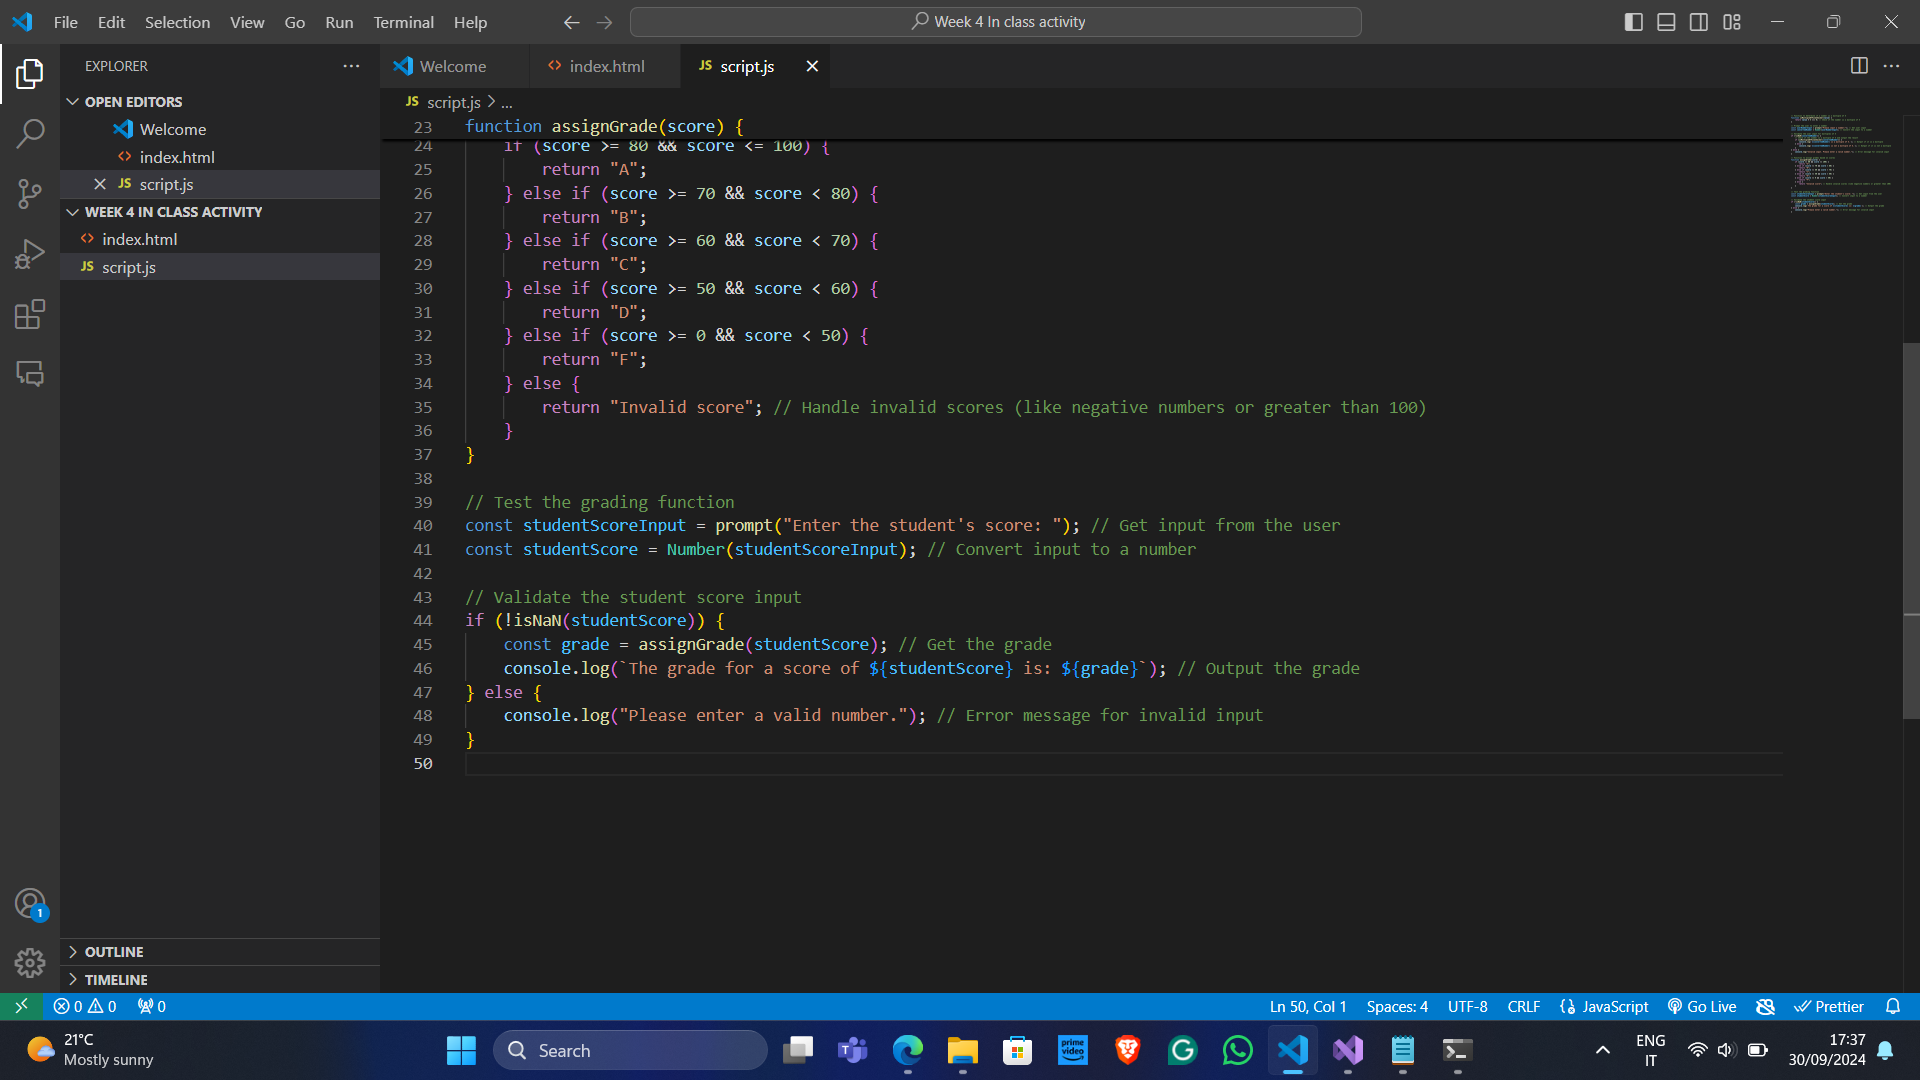 File Edit Selection View Go Run Terminal Help
Week 4 In class activity
EXPLORER
OPEN EDITORS
Welcome
index.html
JS script.js
WEEK 4 IN CLASS ACTIVITY
index.html
JS script.js
OUTLINE
TIMELINE
Welcome
index.html
JS script.js
JS script.js > ...
23 function assignGrade(score) {
24 if (score >= 80 && score <= 100) {
25 return "A";
26 } else if (score >= 70 && score < 80) {
27 return "B";
28 } else if (score >= 60 && score < 70) {
29 return "C";
30 } else if (score >= 50 && score < 60) {
31 return "D";
32 } else if (score >= 0 && score < 50) {
33 return "F";
34 } else {
35 return "Invalid score"; // Handle invalid scores (like negative numbers or greater than 100)
36 }
37 }
38
39 // Test the grading function
40 const studentScoreInput = prompt("Enter the student's score: "); // Get input from the user
41 const studentScore = Number(studentScoreInput); // Convert input to a number
42
43 // Validate the student score input
44 if (!isNaN(studentScore)) {
45 const grade = assignGrade(studentScore); // Get the grade
46 console.log(`The grade for a score of ${studentScore} is: ${grade}`); // Output the grade
47 } else {
48 console.log("Please enter a valid number."); // Error message for invalid input
49 }
50
1
0 0 0
Ln 50, Col 1 Spaces: 4 UTF-8 CRLF JavaScript Go Live Prettier
21°C
Mostly sunny
Search
prime video
ENG
IT
17:37
30/09/2024